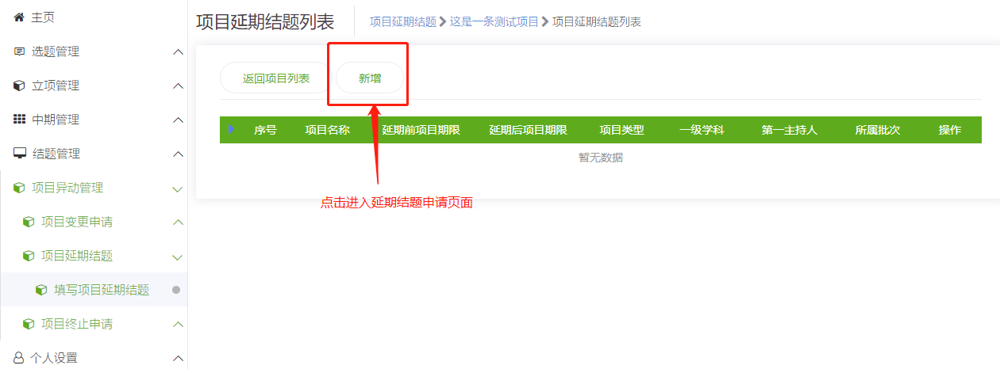 主页
选题管理
立项管理
中期管理
结题管理
项目异动管理
项目变更申请
项目延期结题
填写项目延期结题
项目终止申请
个人设置
项目延期结题列表
项目延期结题 这是一条测试项目 项目延期结题列表
返回项目列表 新增
序号 项目名称 延期前项目期限 延期后项目期限 项目类型 一级学科 第一主持人 所属批次 操作
暂无数据
点击进入延期结题申请页面